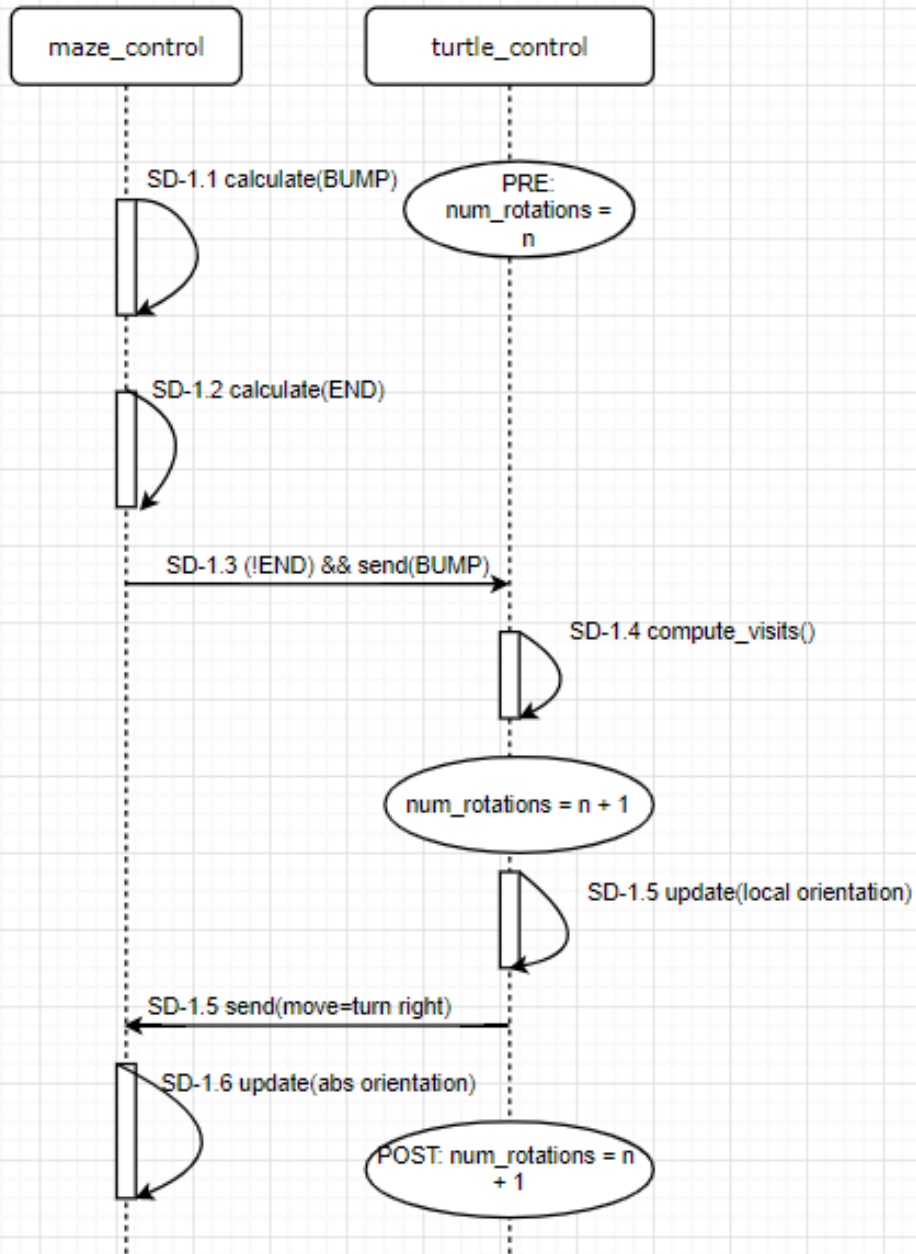 maze_control
turtle_control
SD-1.1 calculate(BUMP)
PRE:
num_rotations =
n
SD-1.2 calculate(END)
SD-1.3 (!END) && send(BUMP)
SD-1.4 compute_visits()
num_rotations = n + 1
SD-1.5 update(local orientation)
SD-1.5 send(move=turn right)
SD-1.6 update(abs orientation)
POST: num_rotations = n
+ 1